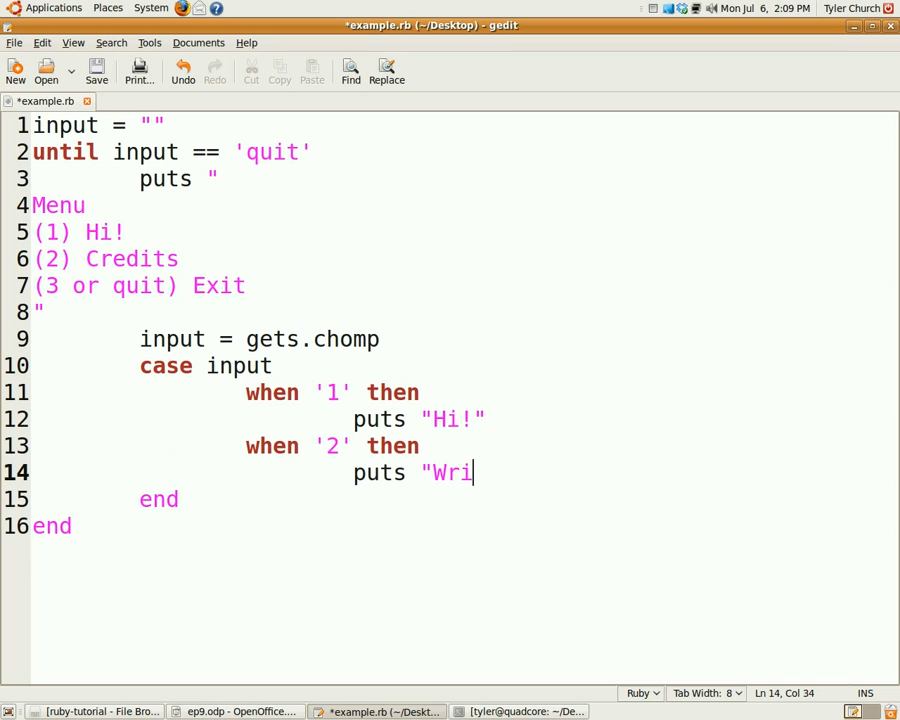 Applications Places System Mon Jul 6, 2:09 PM Tyler Church
*example.rb (~/Desktop) - gedit
File Edit View Search Tools Documents Help
New Open Save Print... Undo Redo Cut Copy Paste Find Replace
*example.rb
1 input = ""
2 until input == 'quit'
3 puts "
4 Menu
5 (1) Hi!
6 (2) Credits
7 (3 or quit) Exit
8 "
9 input = gets.chomp
10 case input
11 when '1' then
12 puts "Hi!"
13 when '2' then
14 puts "Wri
15 end
16 end
Ruby Tab Width: 8 Ln 14, Col 34 INS
[ruby-tutorial - File Bro... ep9.odp - OpenOffice.... *example.rb (~/Deskt... [tyler@quadcore: ~/De...